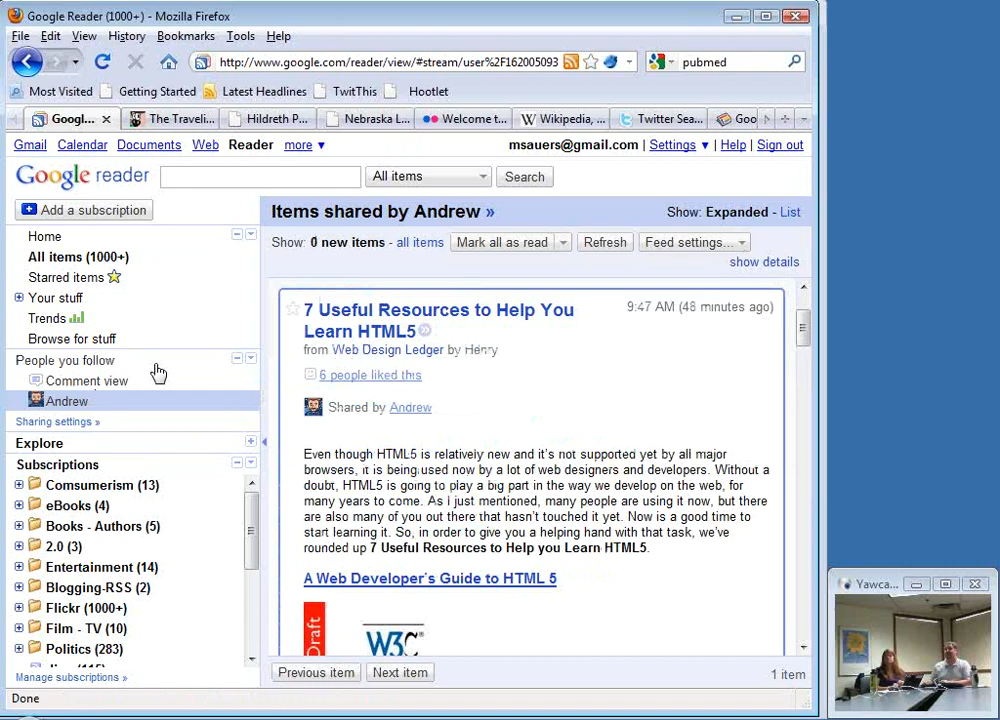 Google Reader (1000+) - Mozilla Firefox
File Edit View History Bookmarks Tools Help
http://www.google.com/reader/view/#stream/user%2F162005093
pubmed
Most Visited Getting Started Latest Headlines TwitThis Hootlet
Googl... The Traveli... Hildreth P... Nebraska L... Welcome t... Wikipedia, ... Twitter Sea... Goo
Gmail Calendar Documents Web Reader more ▼ msauers@gmail.com | Settings ▼ | Help | Sign out
Google reader All items Search
Add a subscription
Items shared by Andrew »
Show: Expanded - List
Show: 0 new items - all items Mark all as read Refresh Feed settings...
show details
Home
All items (1000+)
Starred items
Your stuff
Trends
Browse for stuff
People you follow
Comment view
Andrew
Sharing settings »
Explore
Subscriptions
Comsumerism (13)
eBooks (4)
Books - Authors (5)
2.0 (3)
Entertainment (14)
Blogging-RSS (2)
Flickr (1000+)
Film - TV (10)
Politics (283)
Manage subscriptions »
7 Useful Resources to Help You
Learn HTML5
9:47 AM (46 minutes ago)
from Web Design Ledger by Henry
6 people liked this
Shared by Andrew
Even though HTML5 is relatively new and it's not supported yet by all major
browsers, it is being used now by a lot of web designers and developers. Without a
doubt, HTML5 is going to play a big part in the way we develop on the web, for
many years to come. As I just mentioned, many people are using it now, but there
are also many of you out there that hasn't touched it yet. Now is a good time to
start learning it. So, in order to give you a helping hand with that task, we've
rounded up 7 Useful Resources to Help you Learn HTML5.
A Web Developer's Guide to HTML 5
Draft
W3C
Previous item Next item
1 item
Done
Yawca...